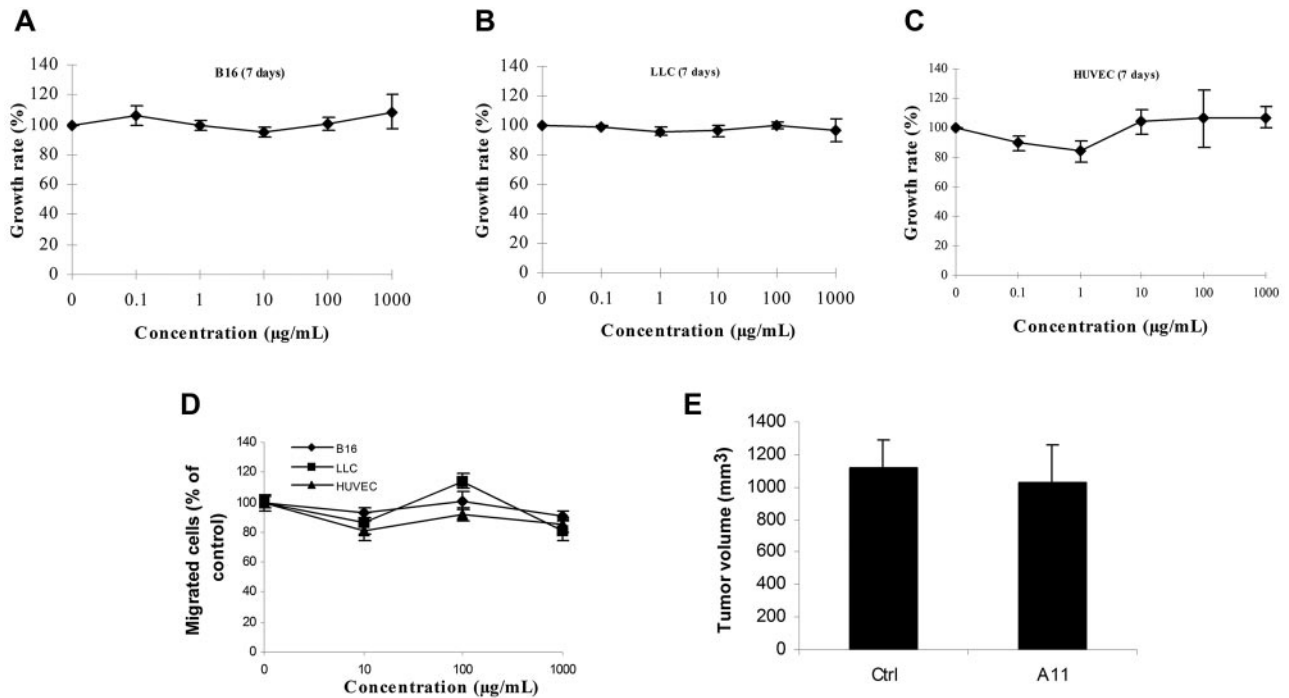 A
B16 (7 days)
Growth rate (%)
140
120
100
80
60
40
20
0
0 0.1 1 10 100 1000
Concentration (µg/mL)
B
LLC (7 days)
Growth rate (%)
140
120
100
80
60
40
20
0
0 0.1 1 10 100 1000
Concentration (µg/mL)
C
HUVEC (7 days)
Growth rate (%)
140
120
100
80
60
40
20
0
0 0.1 1 10 100 1000
Concentration (µg/mL)
D
B16
LLC
HUVEC
Migrated cells (% of
control)
140
120
100
80
60
40
20
0
0 10 100 1000
Concentration (µg/mL)
E
Tumor volume (mm3)
1400
1200
1000
800
600
400
200
0
Ctrl A11